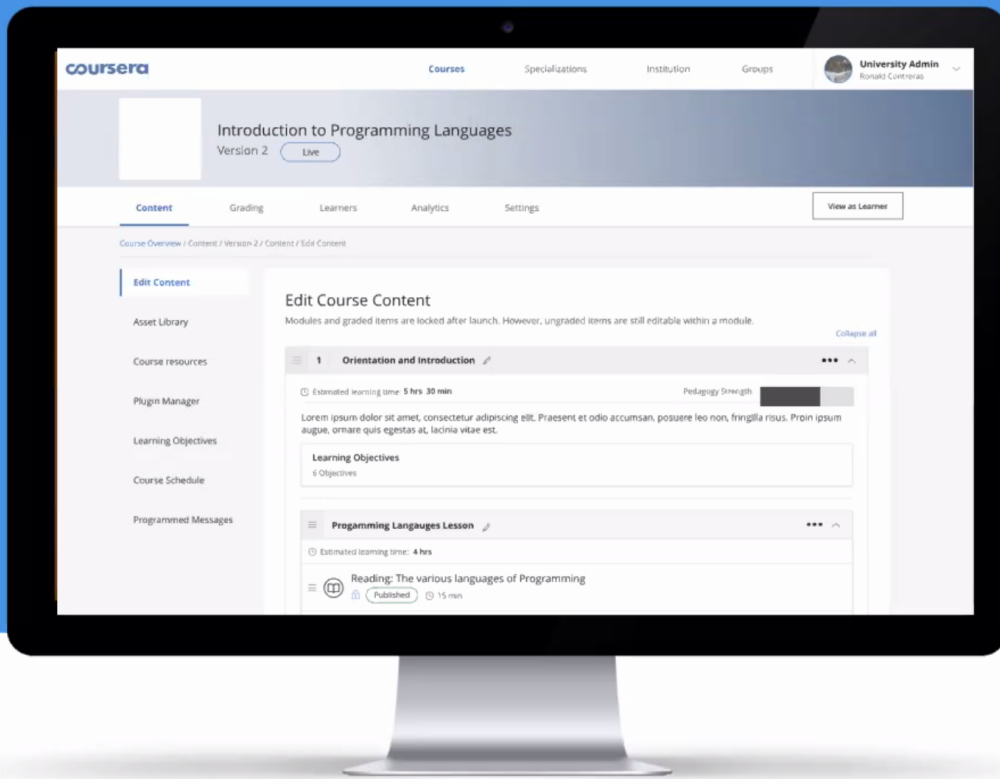 coursera
Courses
Specializations
Institution
Groups
University Admin
Ronald Contreras
Introduction to Programming Languages
Version 2
Live
Content
Grading
Learners
Analytics
Settings
View as Learner
Course Overview / Content / Version 2 / Content / Edit Content
Edit Content
Asset Library
Course resources
Plugin Manager
Learning Objectives
Course Schedule
Programmed Messages
Edit Course Content
Modules and graded items are locked after launch. However, ungraded items are still editable within a module.
Collapse all
1 Orientation and Introduction
Estimated learning time: 5 hrs 30 min
Pedagogy Strength
Lorem ipsum dolor sit amet, consectetur adipiscing elit. Praesent et odio accumsan, posuere leo non, fringilla risus. Proin ipsum
augue, ornare quis egestas at, lacinia vitae est.
Learning Objectives
6 Objectives
Progamming Langauges Lesson
Estimated learning time: 4 hrs
Reading: The various languages of Programming
Published
15 min